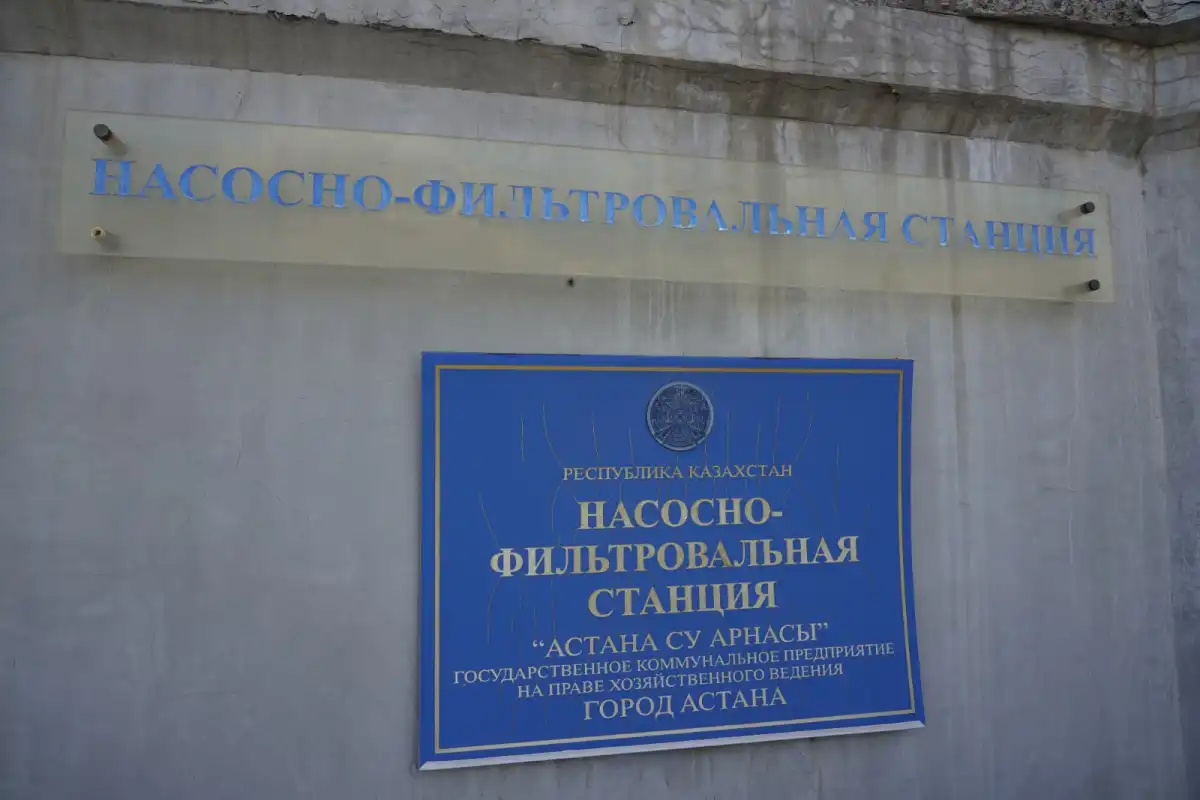 НАСОСНО-ФИЛЬТРОВАЛЬНАЯ СТАНЦИЯ
РЕСПУБЛИКА КАЗАХСТАН
НАСОСНО-
ФИЛЬТРОВАЛЬНАЯ
СТАНЦИЯ
“АСТАНА СУ АРНАСЫ”
ГОСУДАРСТВЕННОЕ КОММУНАЛЬНОЕ ПРЕДПРИЯТИЕ
НА ПРАВЕ ХОЗЯЙСТВЕННОГО ВЕДЕНИЯ
ГОРОД АСТАНА